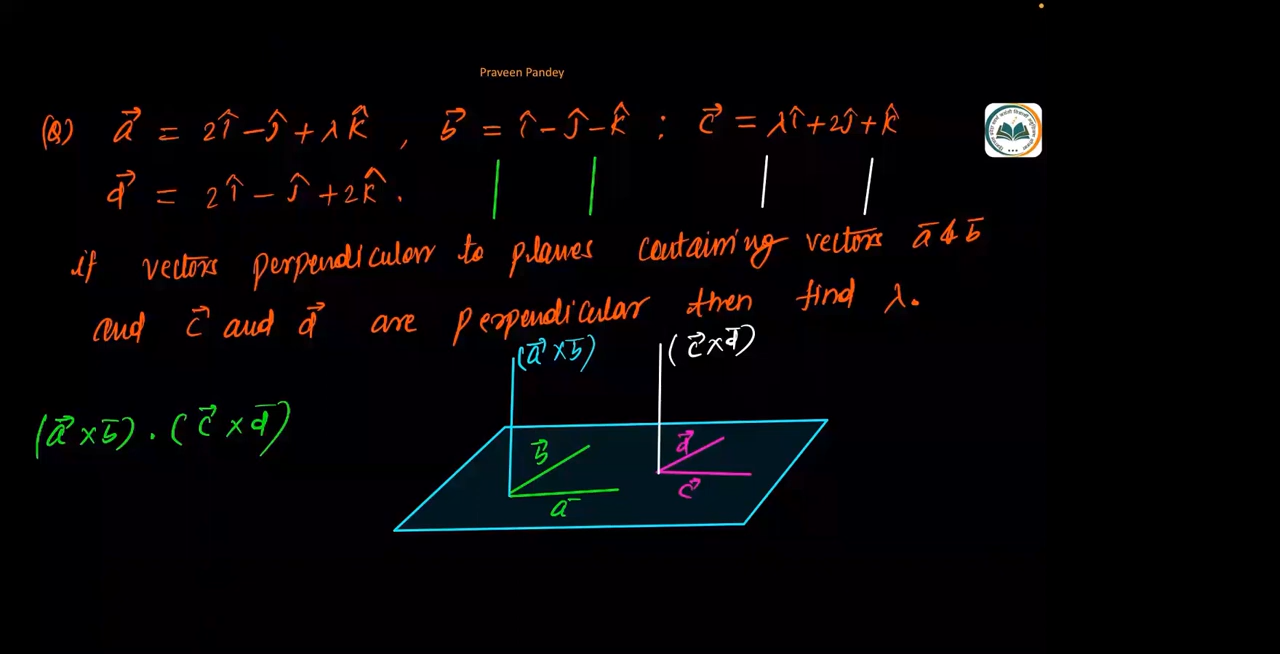 Praveen Pandey
(Q) a⃗ = 2î - ĵ + λk̂ , b⃗ = î - ĵ - k̂ ; c⃗ = λî + 2ĵ + k̂
d⃗ = 2î - ĵ + 2k̂ .
if vectors perpendicular to planes containing vectors a̅ & b̅
and c⃗ and d⃗ are perpendicular then find λ.
(a⃗ × b̅) (c⃗ × d̅)
(a⃗ × b̅) . (c⃗ × d̅)
b⃗ d⃗
a̅ c⃗